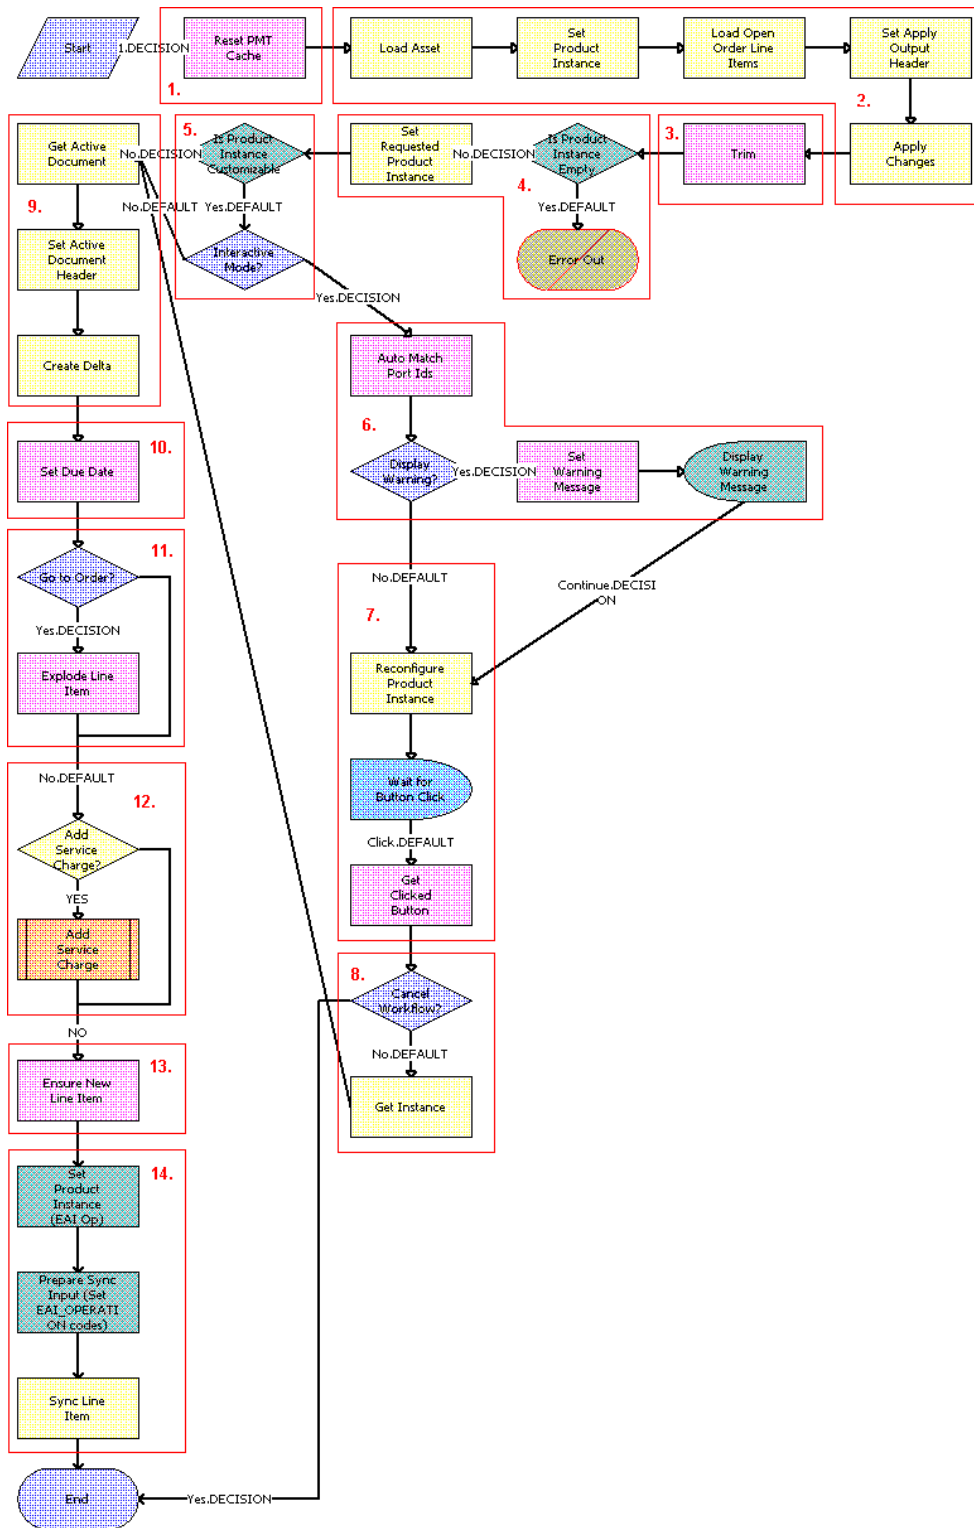 Start
1.DECISION
Reset PMT
Cache
1.
Load Asset
Set
Product
Instance
Load Open
Order Line
Items
Set Apply
Output
Header
2.
Apply
Changes
3.
Trim
Is Product
Instance
Empty
4.
No.DECISION
Yes.DEFAULT
Error Out
Set
Requested
Product
Instance
5.
Is Product
Instance
Customizable
No.DECISION
Yes.DEFAULT
Interactive
Mode?
No.DEFAULT
Yes.DECISION
Get Active
Document
9.
Set Active
Document
Header
Create Delta
Auto Match
Port Ids
6.
Display
Warning?
Yes.DECISION
Set
Warning
Message
Display
Warning
Message
No.DEFAULT
Continue.DECISI
ON
7.
Reconfigure
Product
Instance
Wait for
Button Click
Click.DEFAULT
Get
Clicked
Button
8.
Cancel
Workflow?
No.DEFAULT
Get Instance
10.
Set Due Date
11.
Go to Order?
Yes.DECISION
Explode Line
Item
No.DEFAULT
12.
Add
Service
Charge?
YES
Add
Service
Charge
NO
13.
Ensure New
Line Item
14.
Set
Product
Instance
(EAI Op)
Prepare Sync
Input (Set
EAI_OPERATI
ON codes)
Sync Line
Item
End
Yes.DECISION